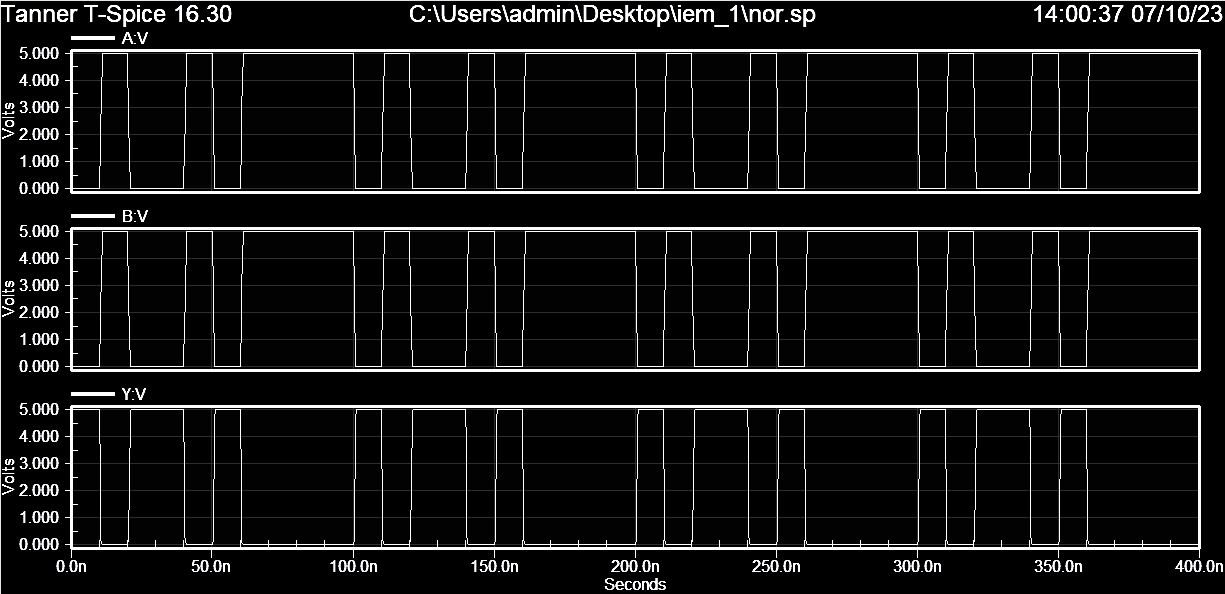 Tanner T-Spice 16.30 C:\Users\admin\Desktop\iem_1\nor.sp 14:00:37 07/10/23
A:V
5.000
4.000
3.000
2.000
1.000
0.000
Volts
B:V
5.000
4.000
3.000
2.000
1.000
0.000
Volts
Y:V
5.000
4.000
3.000
2.000
1.000
0.000
Volts
0.0n 50.0n 100.0n 150.0n 200.0n 250.0n 300.0n 350.0n 400.0n
Seconds